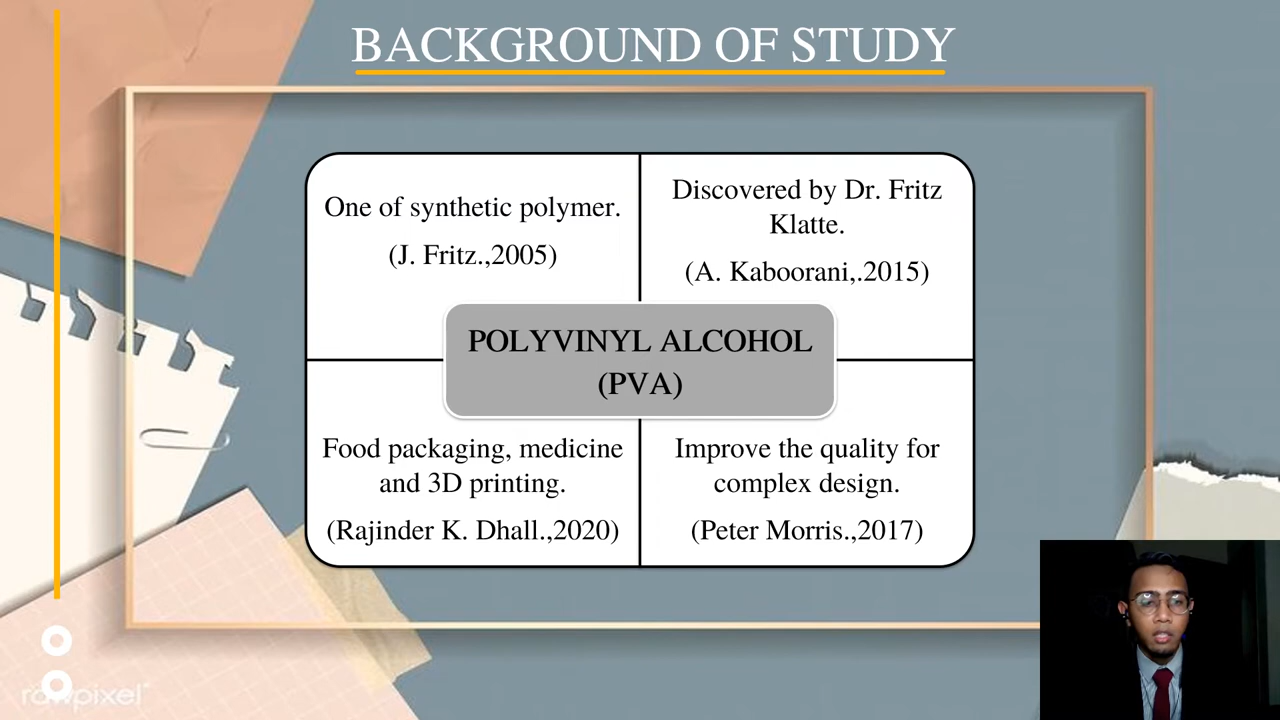 BACKGROUND OF STUDY
One of synthetic polymer.
(J. Fritz.,2005)
Discovered by Dr. Fritz
Klatte.
(A. Kaboorani,.2015)
POLYVINYL ALCOHOL
(PVA)
Food packaging, medicine
and 3D printing.
(Rajinder K. Dhall.,2020)
Improve the quality for
complex design.
(Peter Morris.,2017)
rawpixel